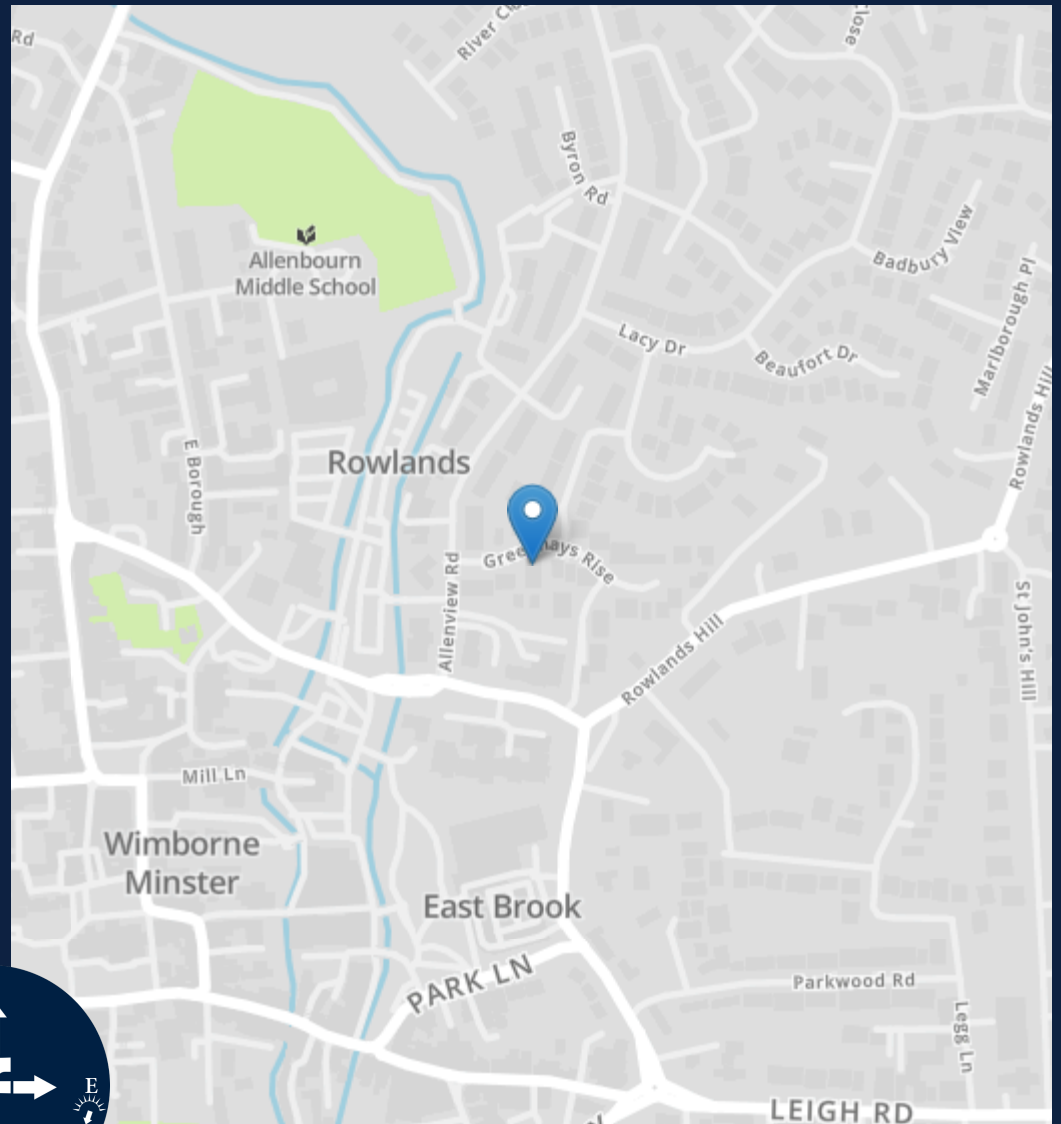 Rd
River Cl
Close
Byron Rd
Badbury View
Allenbourn
Middle School
Marlborough Pl
Lacy Dr
Beaufort Dr
Rowlands Hill
E Borough
Rowlands
Rise
Allenview Rd
St John's Hill
Rowlands Hill
Mill Ln
Wimborne
Minster
East Brook
PARK LN
Parkwood Rd
Legg Ln
E
LEIGH RD